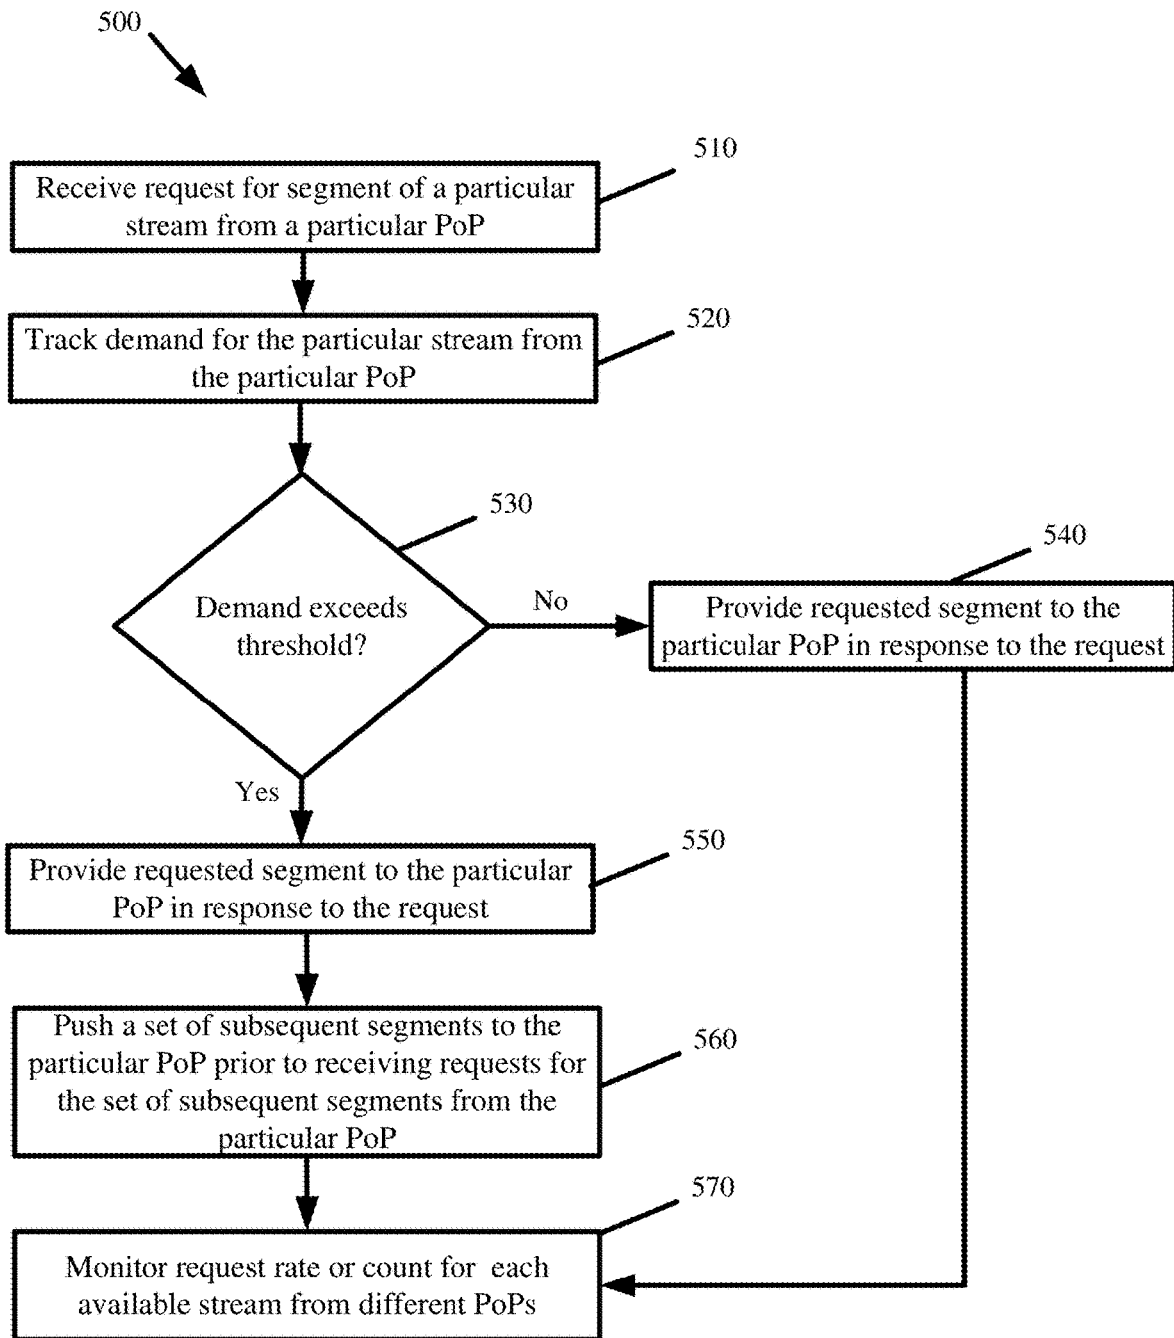 500
510
Receive request for segment of a particular
stream from a particular PoP
520
Track demand for the particular stream from
the particular PoP
530
Demand exceeds
threshold?
No
540
Provide requested segment to the
particular PoP in response to the request
Yes
550
Provide requested segment to the particular
PoP in response to the request
Push a set of subsequent segments to the
particular PoP prior to receiving requests for
the set of subsequent segments from the
particular PoP
560
570
Monitor request rate or count for each
available stream from different PoPs